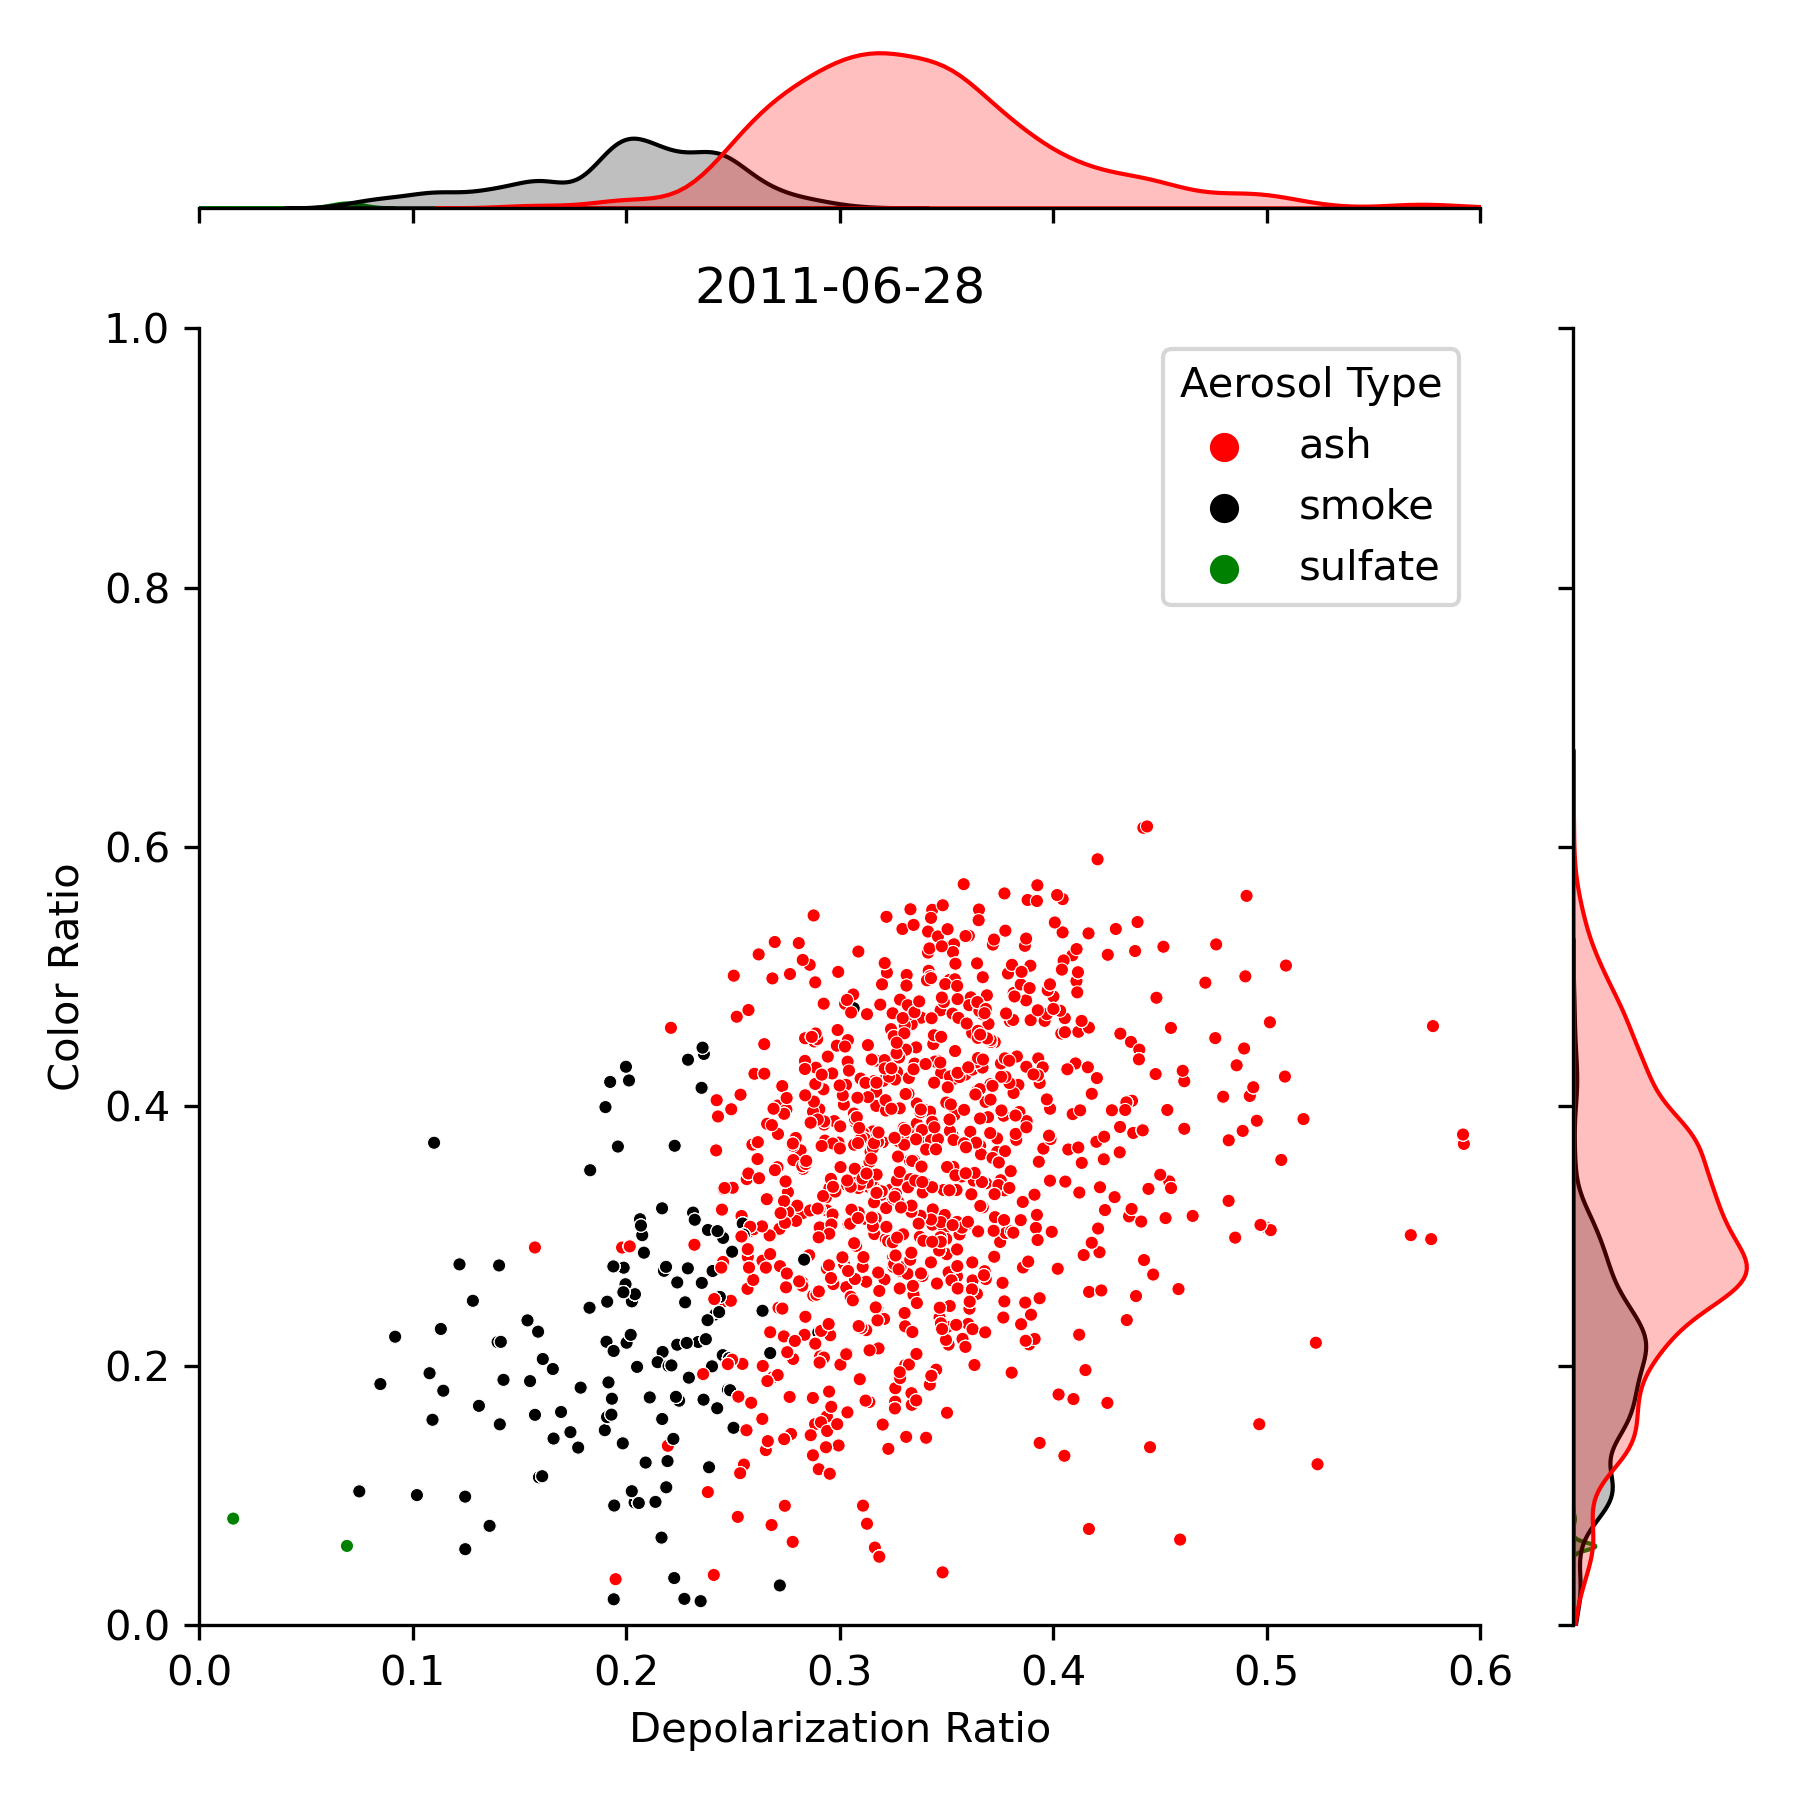 2011-06-28
1.0
0.8
0.6
0.4
0.2
0.0
Color Ratio
Aerosol Type
ash
smoke
sulfate
0.0 0.1 0.2 0.3 0.4 0.5 0.6
Depolarization Ratio